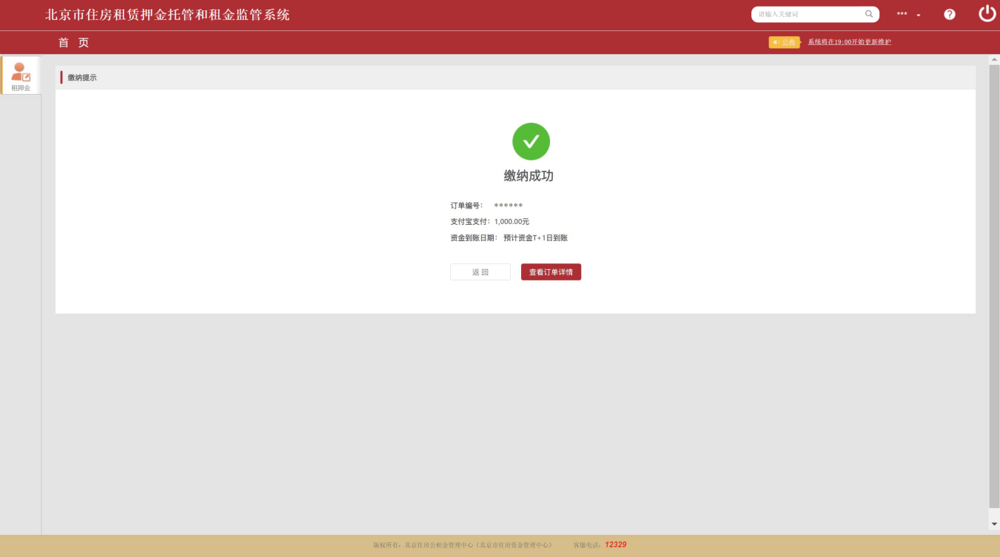 北京市住房租赁押金托管和租金监管系统
请输入关键词
***
首 页
公告 系统将在19:00开始更新维护
租押金
缴纳提示
缴纳成功
订单编号: ******
支付宝支付: 1,000.00元
资金到账日期: 预计资金T+1日到账
返 回 查看订单详情
版权所有: 北京住房公积金管理中心(北京市住房资金管理中心) 客服电话: 12329